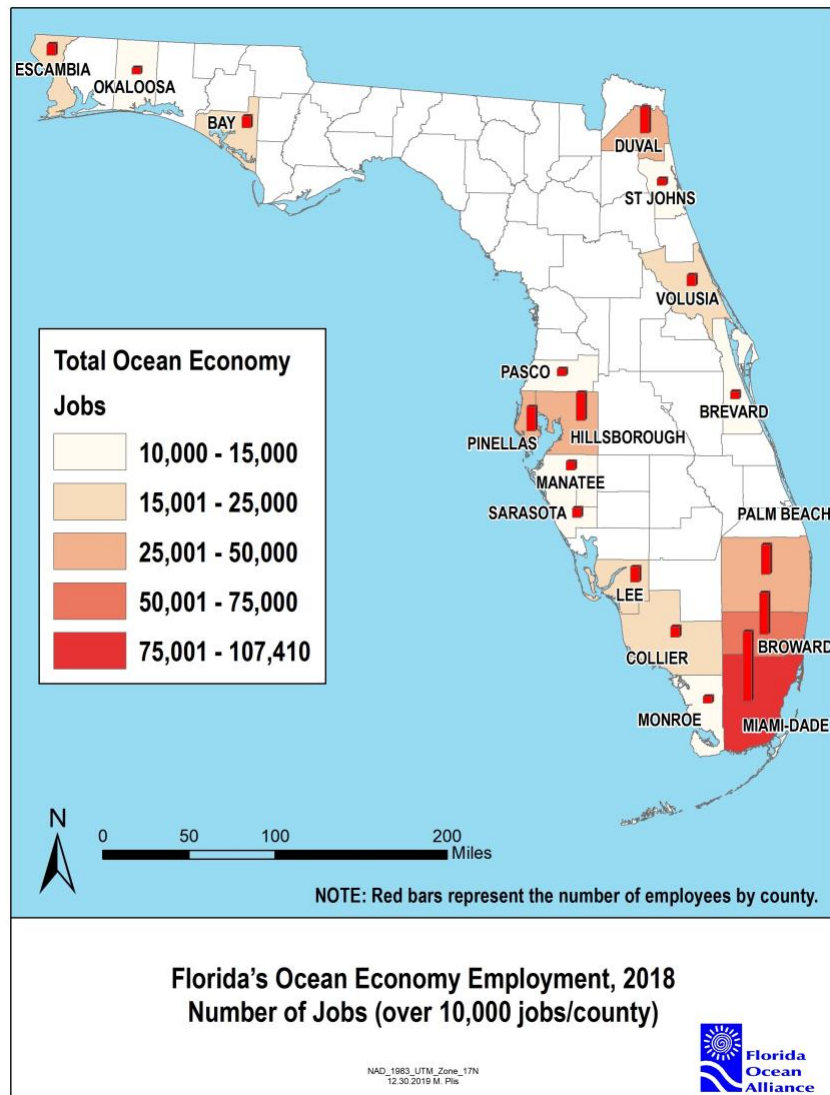 ESCAMBIA
OKALOOSA
BAY
DUVAL
ST JOHNS
VOLUSIA
PASCO
BREVARD
PINELLAS
HILLSBOROUGH
MANATEE
SARASOTA
PALM BEACH
LEE
BROWARD
COLLIER
MONROE
MIAMI-DADE
Total Ocean Economy
Jobs
10,000 - 15,000
15,001 - 25,000
25,001 - 50,000
50,001 - 75,000
75,001 - 107,410
N
0 50 100 200
Miles
NOTE: Red bars represent the number of employees by county.
Florida's Ocean Economy Employment, 2018
Number of Jobs (over 10,000 jobs/county)
NAD_1983_UTM_Zone_17N
12.30.2019 M. Plis
Florida
Ocean
Alliance